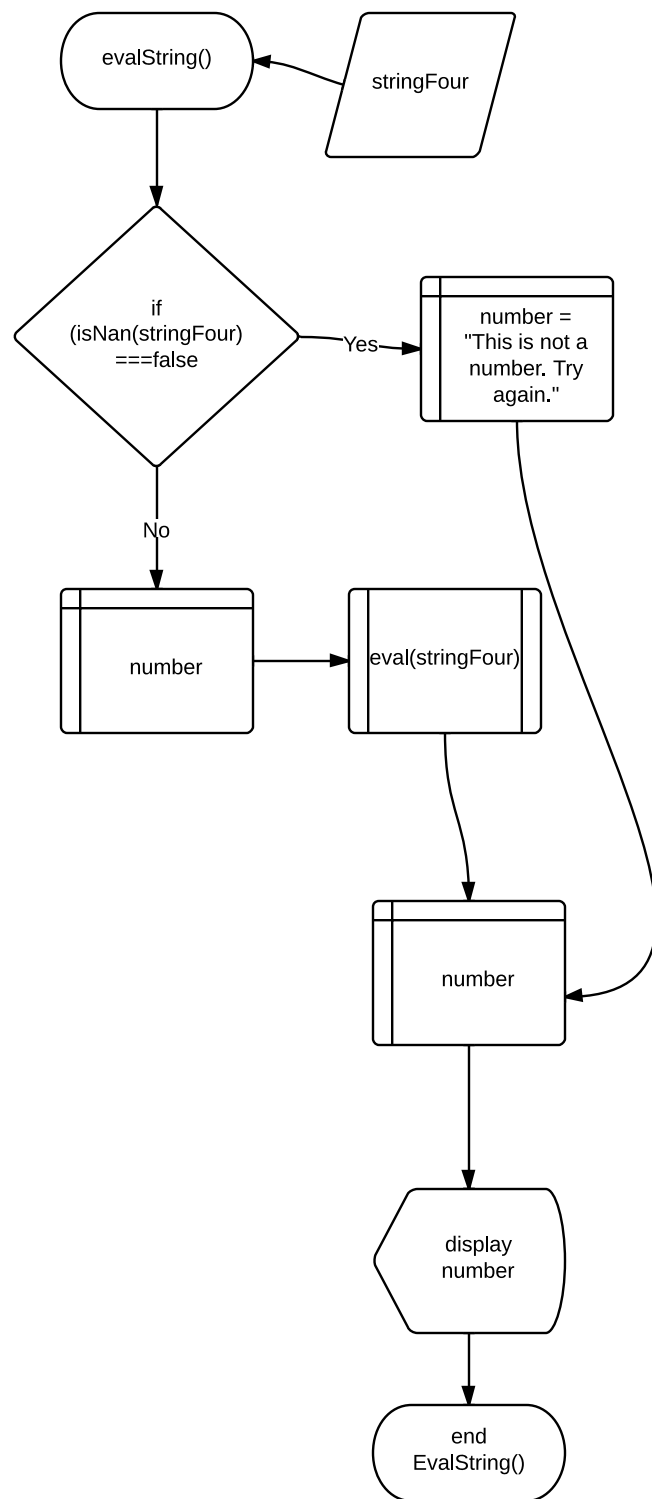 evalString()
stringFour
if
(isNan(stringFour)
===false
Yes
number =
"This is not a
number. Try
again."
No
number
eval(stringFour)
number
display
number
end
EvalString()